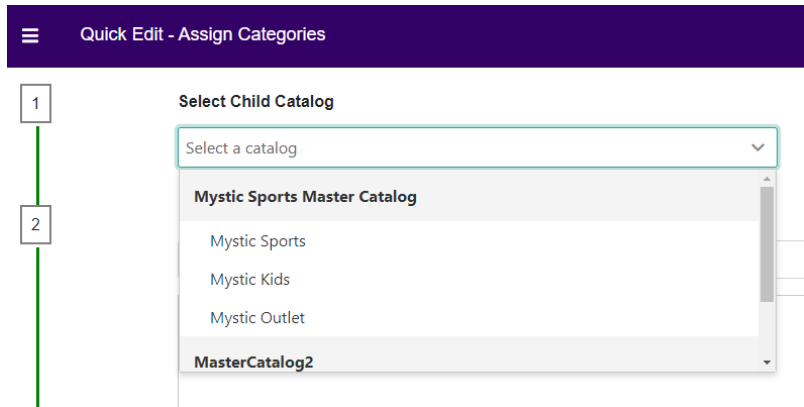 Quick Edit - Assign Categories
1
Select Child Catalog
Select a catalog
Mystic Sports Master Catalog
2
Mystic Sports
Mystic Kids
Mystic Outlet
MasterCatalog2